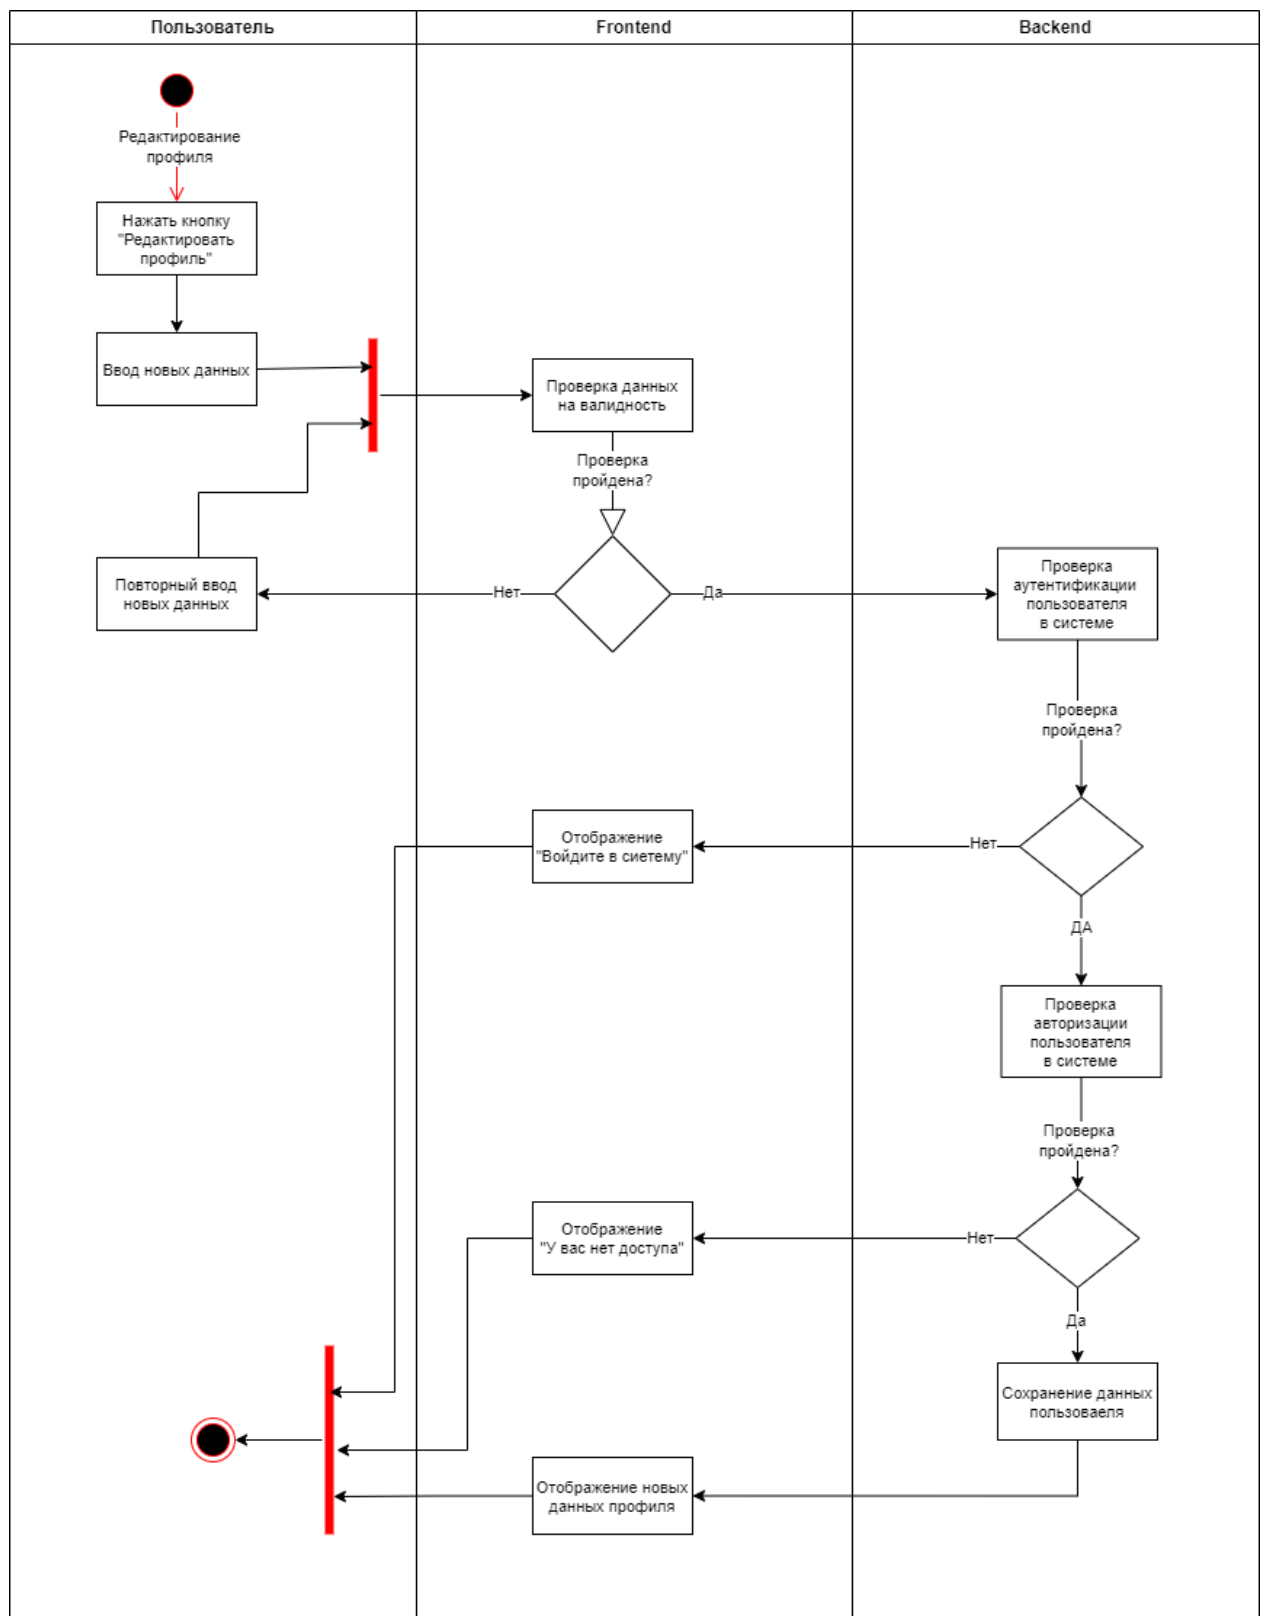 Пользователь
Frontend
Backend
Редактирование
профиля
Нажать кнопку
"Редактировать
профиль"
Ввод новых данных
Проверка данных
на валидность
Проверка
пройдена?
Повторный ввод
новых данных
Нет
Да
Проверка
аутентификации
пользователя
в системе
Проверка
пройдена?
Отображение
"Войдите в сиетему"
Нет
ДА
Проверка
авторизации
пользователя
в системе
Проверка
пройдена?
Отображение
"У вас нет доступа"
Нет
Да
Сохранение данных
пользоваеля
Отображение новых
данных профиля